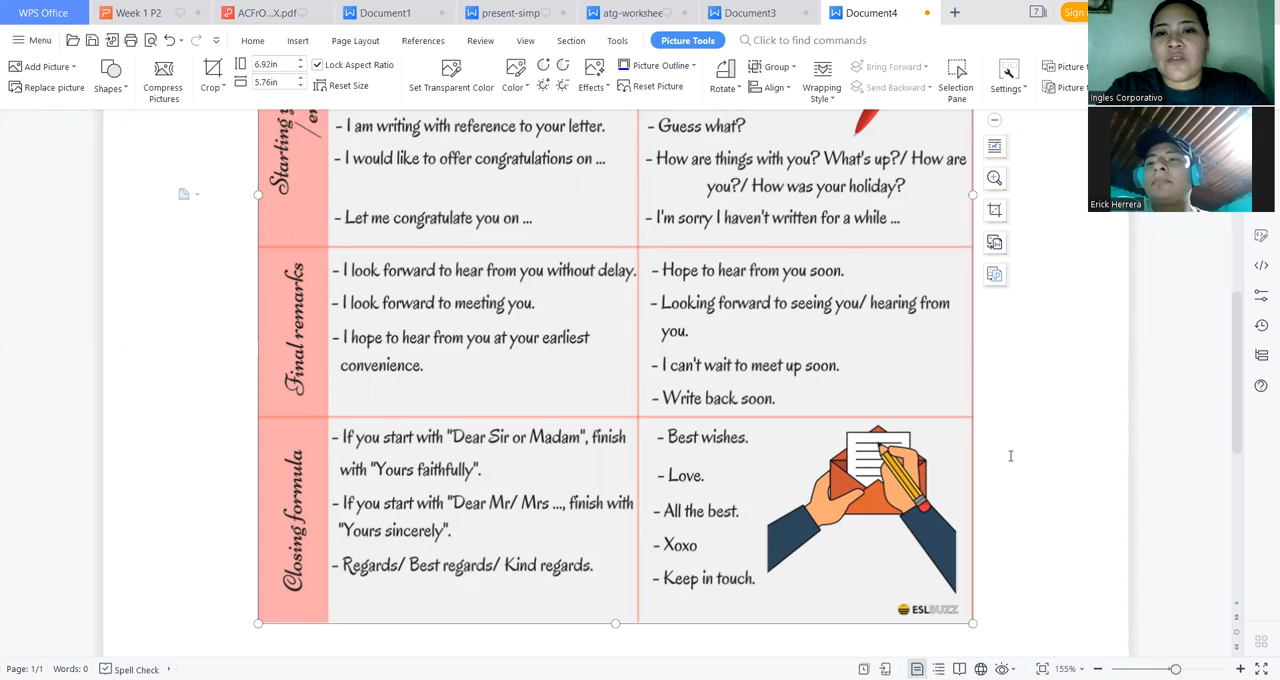 WPS Office
Week 1 P2
ACFrO...X.pdf
Document1
present-simp
atg-workshee
Document3
Document4
Sign
Menu
Home
Insert
Page Layout
References
Review
View
Section
Tools
Picture Tools
Click to find commands
Add Picture
Replace picture
Shapes
Compress Pictures
Crop
6.92in
5.76in
Lock Aspect Ratio
Reset Size
Set Transparent Color
Color
Effects
Picture Outline
Reset Picture
Rotate
Group
Align
Wrapping Style
Bring Forward
Send Backward
Selection Pane
Settings
Ingles Corporativo
Erick Herrera
Starting
- I am writing with reference to your letter.
- I would like to offer congratulations on ...
- Let me congratulate you on ...
- Guess what?
- How are things with you? What's up?/ How are
you?/ How was your holiday?
- I'm sorry I haven't written for a while ...
Final remarks
- I look forward to hear from you without delay.
- I look forward to meeting you.
- I hope to hear from you at your earliest
convenience.
- Hope to hear from you soon.
- Looking forward to seeing you/ hearing from
you.
- I can't wait to meet up soon.
- Write back soon.
Closing formula
- If you start with "Dear Sir or Madam", finish
with "Yours faithfully".
- If you start with "Dear Mr/ Mrs ..., finish with
"Yours sincerely".
- Regards/ Best regards/ Kind regards.
- Best wishes.
- Love.
- All the best.
- Xoxo
- Keep in touch.
ESLBUZZ
Page: 1/1
Words: 0
Spell Check
155%